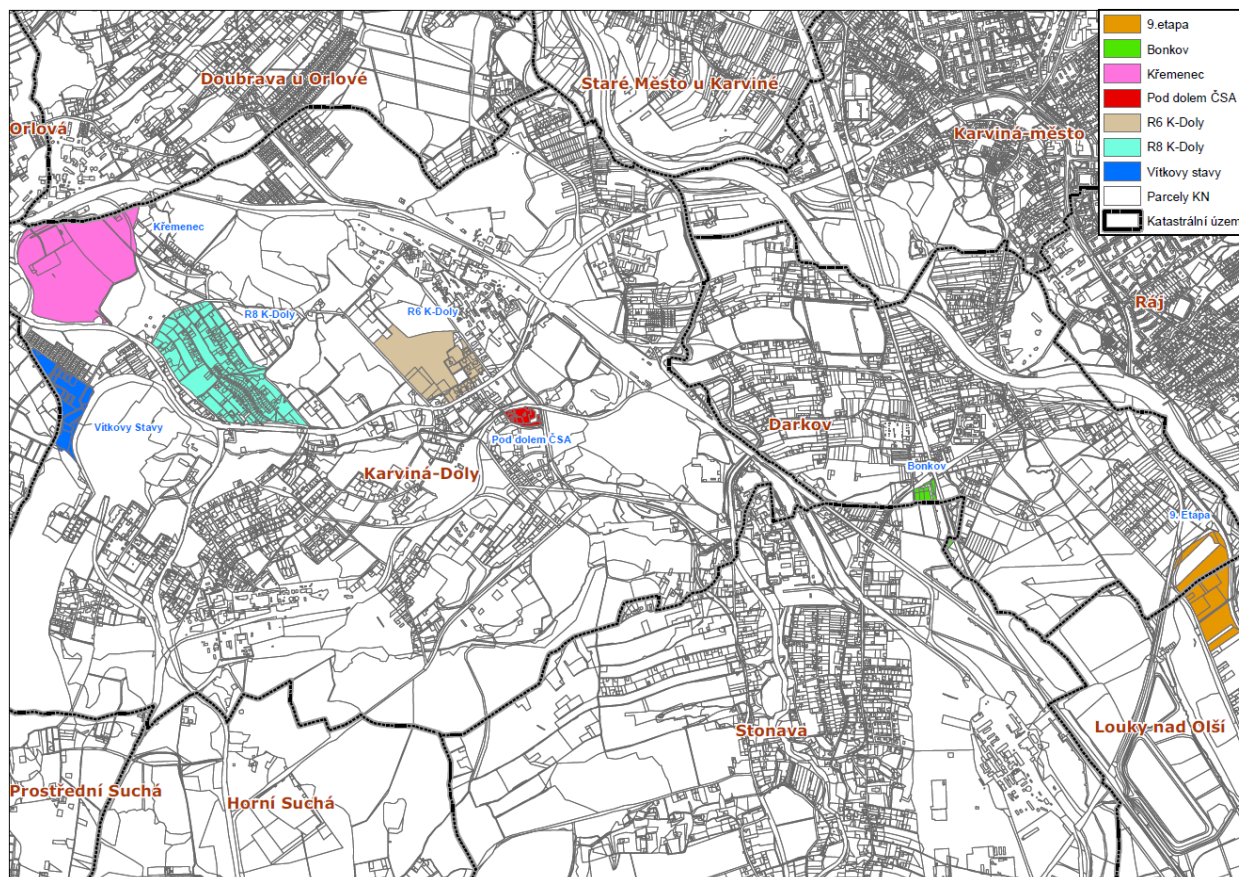 9.etapa
Bonkov
Křemenec
Pod dolem ČSA
R6 K-Doly
R8 K-Doly
Vítkovy stavy
Parcely KN
Katastrální území
Doubrava u Orlové
Staré Město u Karviné
Orlová
Karviná-město
Křemenec
Ráj
R8 K-Doly
R6 K-Doly
Vítkovy Stavy
Pod dolem ČSA
Darkov
Karviná-Doly
Bonkov
9. Etapa
Stonava
Louky nad Olší
Prostřední Suchá
Horní Suchá